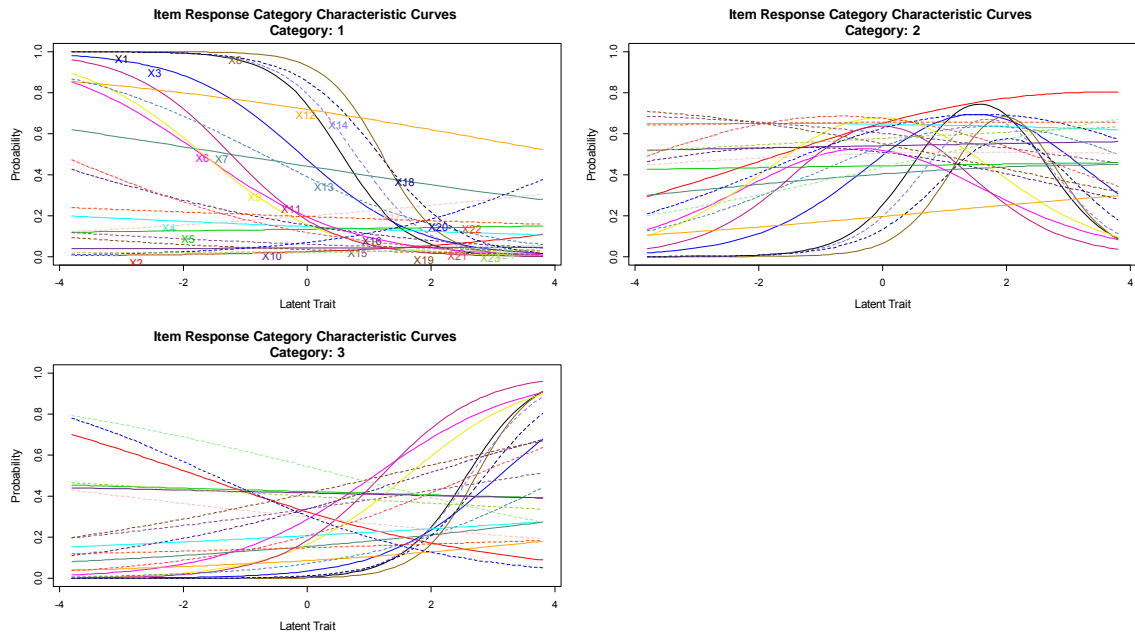 Item Response Category Characteristic Curves
Category: 1
Probability
0.0 0.2 0.4 0.6 0.8 1.0
X1
X3
X8
X12
X14
X6
X7
X18
X13
X9
X11
X4
X5
X16
X20
X22
X2
X10
X15
X19
X21
X23
-4 -2 0 2 4
Latent Trait
Item Response Category Characteristic Curves
Category: 2
Probability
0.0 0.2 0.4 0.6 0.8 1.0
-4 -2 0 2 4
Latent Trait
Item Response Category Characteristic Curves
Category: 3
Probability
0.0 0.2 0.4 0.6 0.8 1.0
-4 -2 0 2 4
Latent Trait